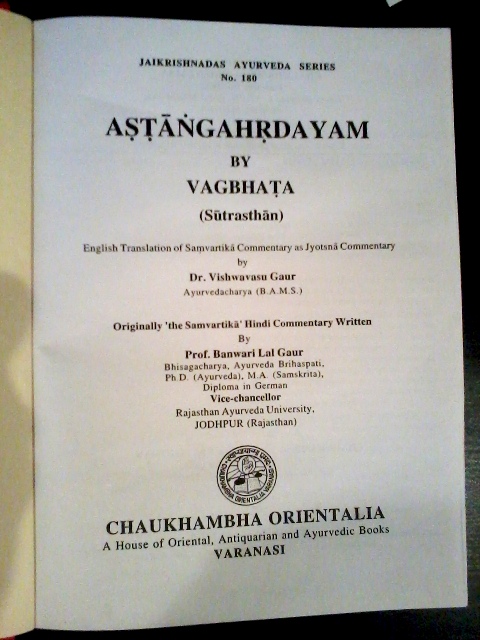 JAIKRISHNADAS AYURVEDA SERIES
No. 180
AṢṬĀṄGAHṚDAYAM
BY
VAGBHAṬA
(Sūtrasthān)
English Translation of Saṃvartikā Commentary as Jyotsnā Commentary
by
Dr. Vishwavasu Gaur
Ayurvedacharya (B.A.M.S.)
Originally 'the Samvartikā' Hindi Commentary Written
By
Prof. Banwari Lal Gaur
Bhisagacharya, Ayurveda Brihaspati,
Ph.D. (Ayurveda), M.A. (Samskrita),
Diploma in German
Vice-chancellor
Rajasthan Ayurveda University,
JODHPUR (Rajasthan)
CHAUKHAMBHA ORIENTALIA
A House of Oriental, Antiquarian and Ayurvedic Books
VARANASI